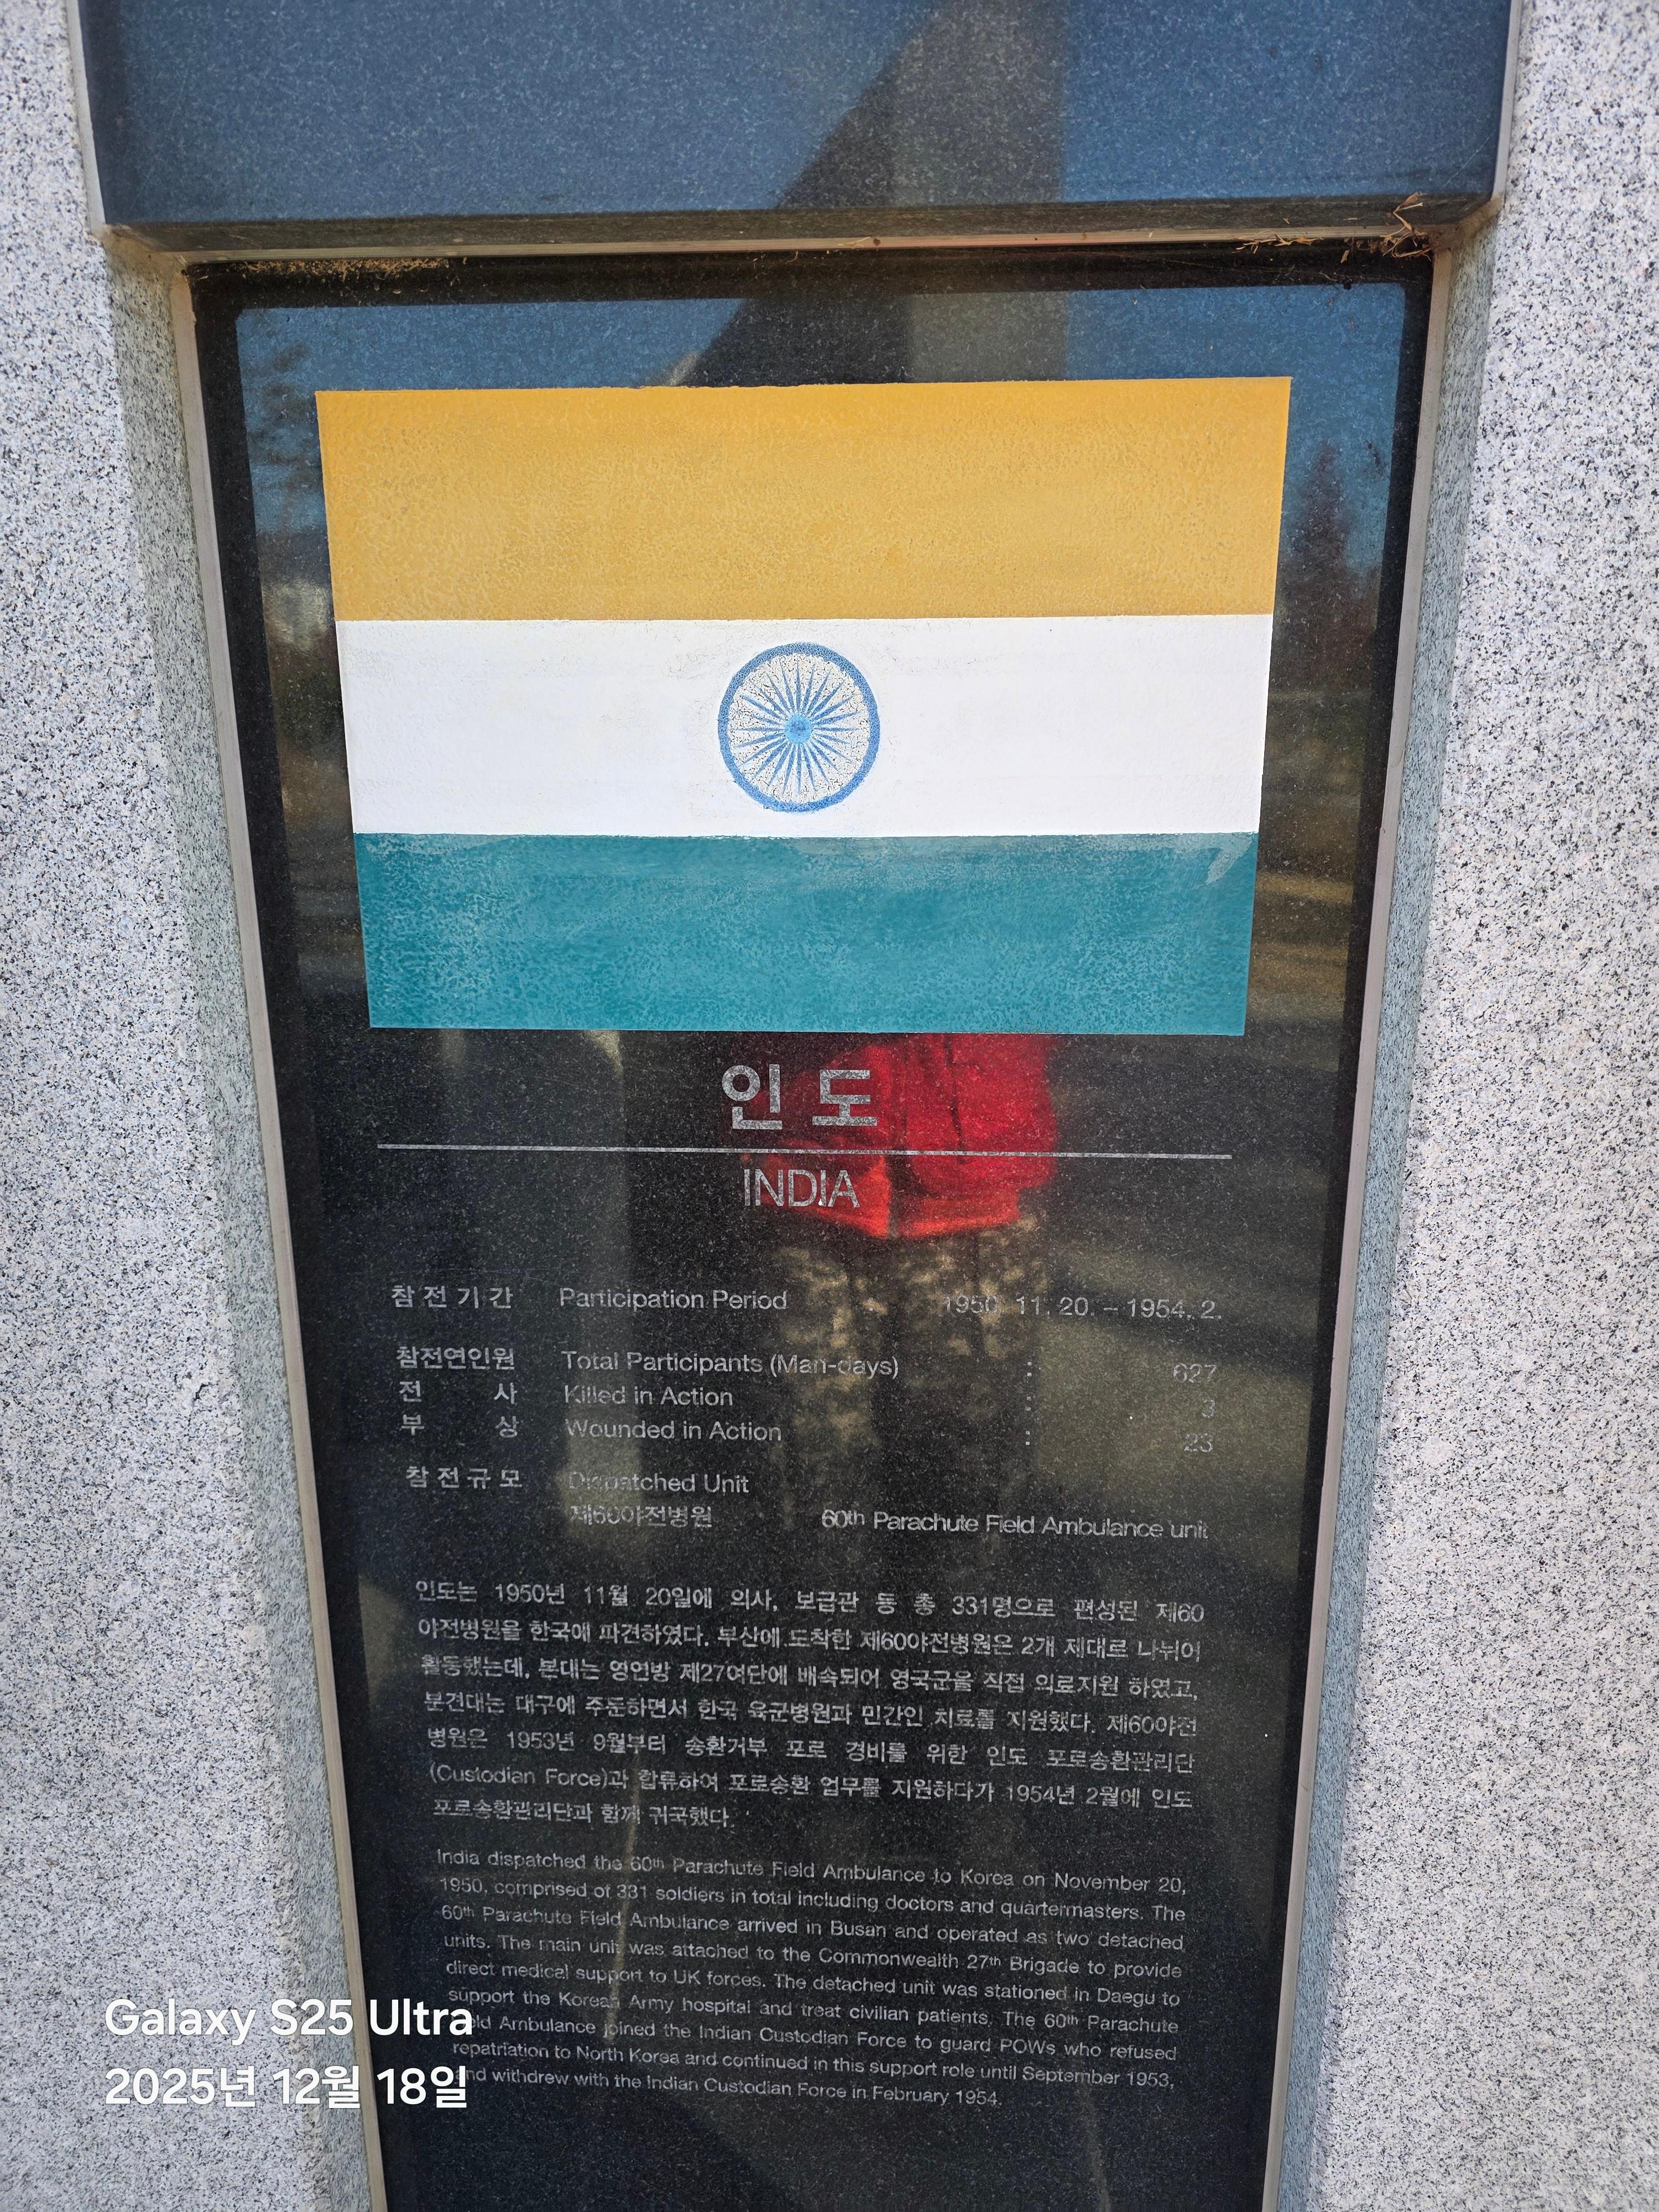 인 도
INDIA
참 전 기 간 Participation Period 1950. 11. 20. – 1954. 2.
참전연인원 Total Participants (Man-days) : 627
전 사 Killed in Action : 3
부 상 Wounded in Action : 23
참 전 규 모 Dispatched Unit
제60야전병원 60th Parachute Field Ambulance unit
인도는 1950년 11월 20일에 의사, 보급관 등 총 331명으로 편성된 제60
야전병원을 한국에 파견하였다. 부산에 도착한 제60야전병원은 2개 제대로 나뉘어
활동했는데, 본대는 영연방 제27여단에 배속되어 영국군을 직접 의료지원 하였고,
분견대는 대구에 주둔하면서 한국 육군병원과 민간인 치료를 지원했다. 제60야전
병원은 1953년 9월부터 송환거부 포로 경비를 위한 인도 포로송환관리단
(Custodian Force)과 합류하여 포로송환 업무를 지원하다가 1954년 2월에 인도
포로송환관리단과 함께 귀국했다.
India dispatched the 60th Parachute Field Ambulance to Korea on November 20,
1950, comprised of 331 soldiers in total including doctors and quartermasters. The
60th Parachute Field Ambulance arrived in Busan and operated as two detached
units. The main unit was attached to the Commonwealth 27th Brigade to provide
direct medical support to UK forces. The detached unit was stationed in Daegu to
support the Korean Army hospital and treat civilian patients. The 60th Parachute
Ambulance joined the Indian Custodian Force to guard POWs who refused
repatriation to North Korea and continued in this support role until September 1953,
and withdrew with the Indian Custodian Force in February 1954.
Galaxy S25 Ultra
2025년 12월 18일